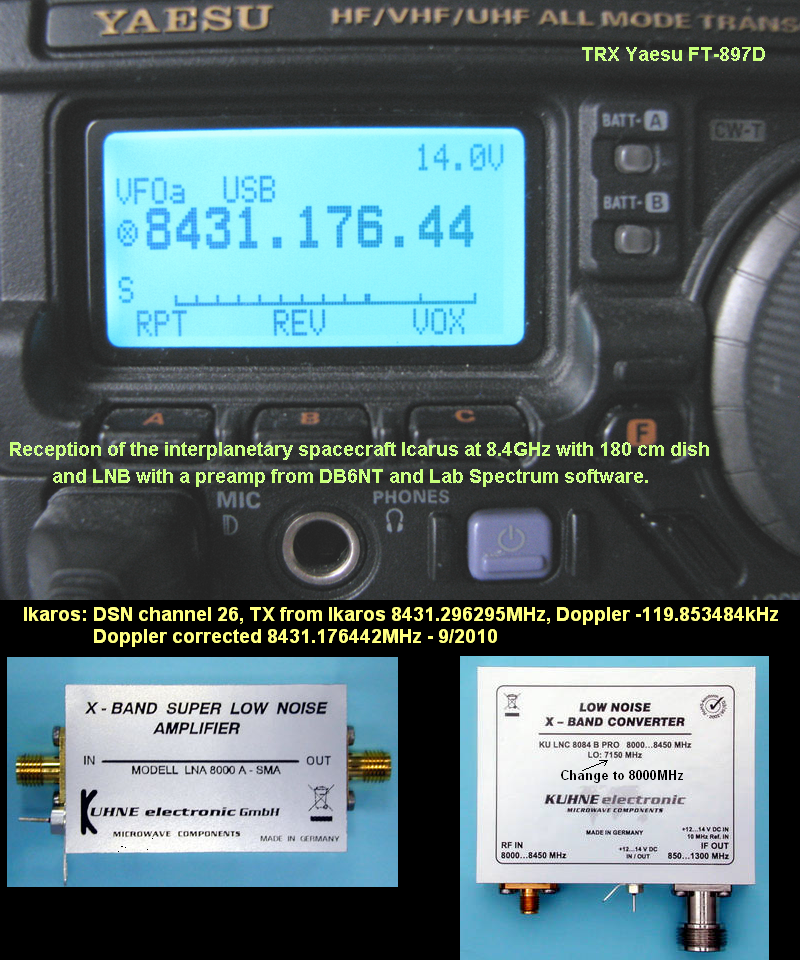 YAESU
HF/VHF/UHF ALL MODE TRANS
TRX Yaesu FT-897D
BATT-A
CW-T
14.0V
VFOa USB
8431.176.44
BATT-B
S
RPT REV VOX
A B C
F
Reception of the interplanetary spacecraft Icarus at 8.4GHz with 180 cm dish
and LNB with a preamp from DB6NT and Lab Spectrum software.
MIC
PHONES
Ikaros: DSN channel 26, TX from Ikaros 8431.296295MHz, Doppler -119.853484kHz
Doppler corrected 8431.176442MHz - 9/2010
X - BAND SUPER LOW NOISE
AMPLIFIER
IN OUT
MODELL LNA 8000 A - SMA
KUHNE electronic GmbH
MICROWAVE COMPONENTS
MADE IN GERMANY
LOW NOISE
X - BAND CONVERTER
KU LNC 8084 B PRO 8000...8450 MHz
LO: 7150 MHz
Change to 8000MHz
KUHNE electronic
MICROWAVE COMPONENTS
MADE IN GERMANY
+12...14 V DC IN
10 MHz Ref. IN
RF IN
8000...8450 MHz
+12...14 V DC
IN / OUT
IF OUT
850...1300 MHz